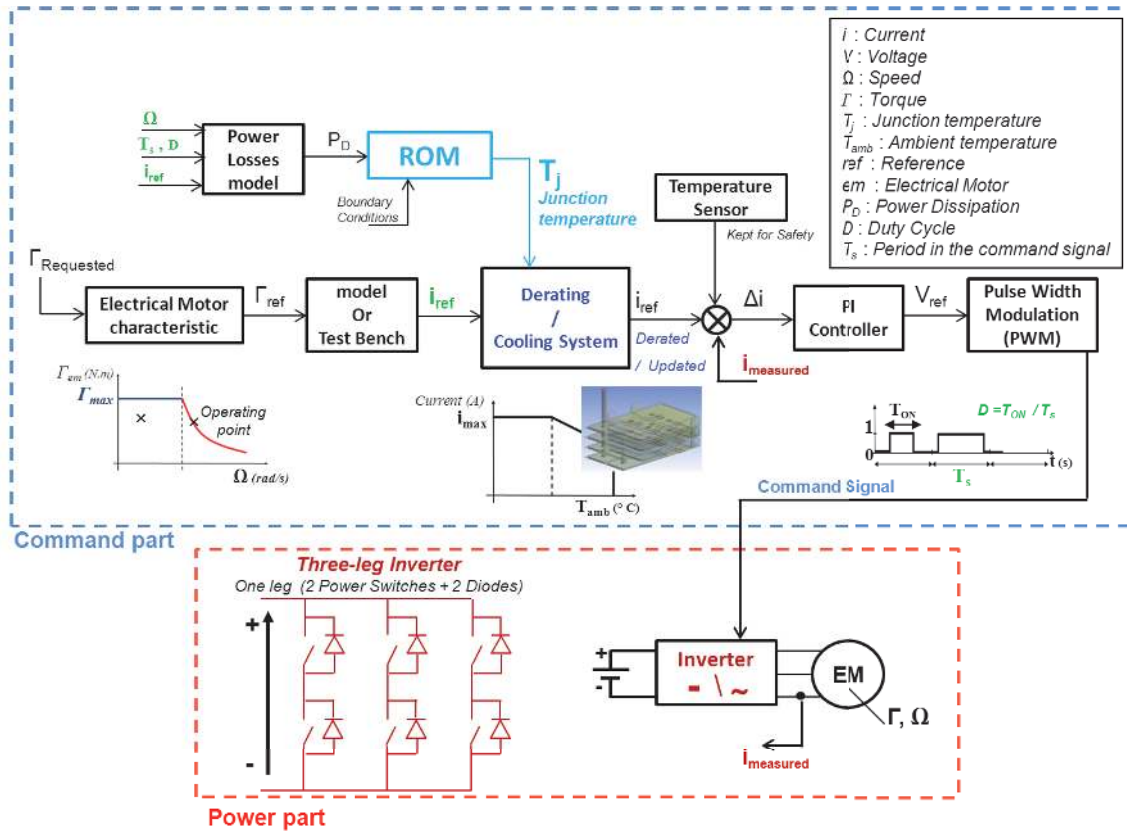 i : Current
V : Voltage
Ω : Speed
Γ : Torque
Tj : Junction temperature
Tamb : Ambient temperature
ref : Reference
em : Electrical Motor
PD : Power Dissipation
D : Duty Cycle
Ts : Period in the command signal
Ω
Ts , D
iref
Power
Losses
model
PD
ROM
Boundary
Conditions
Tj
Junction
temperature
Temperature
Sensor
Kept for Safety
ΓRequested
Electrical Motor
characteristic
Γref
model
Or
Test Bench
iref
Derating
/
Cooling System
iref
Derated
/ Updated
Δi
imeasured
PI
Controller
Vref
Pulse Width
Modulation
(PWM)
Γem (N.m)
Γmax
Operating
point
Ω (rad/s)
Current (A)
imax
Tamb (° C)
TON
D =TON / Ts
1
0
t (s)
Ts
Command Signal
Command part
Three-leg Inverter
One leg (2 Power Switches + 2 Diodes)
+
-
+
-
Inverter
- \ ~
EM
Γ, Ω
imeasured
Power part